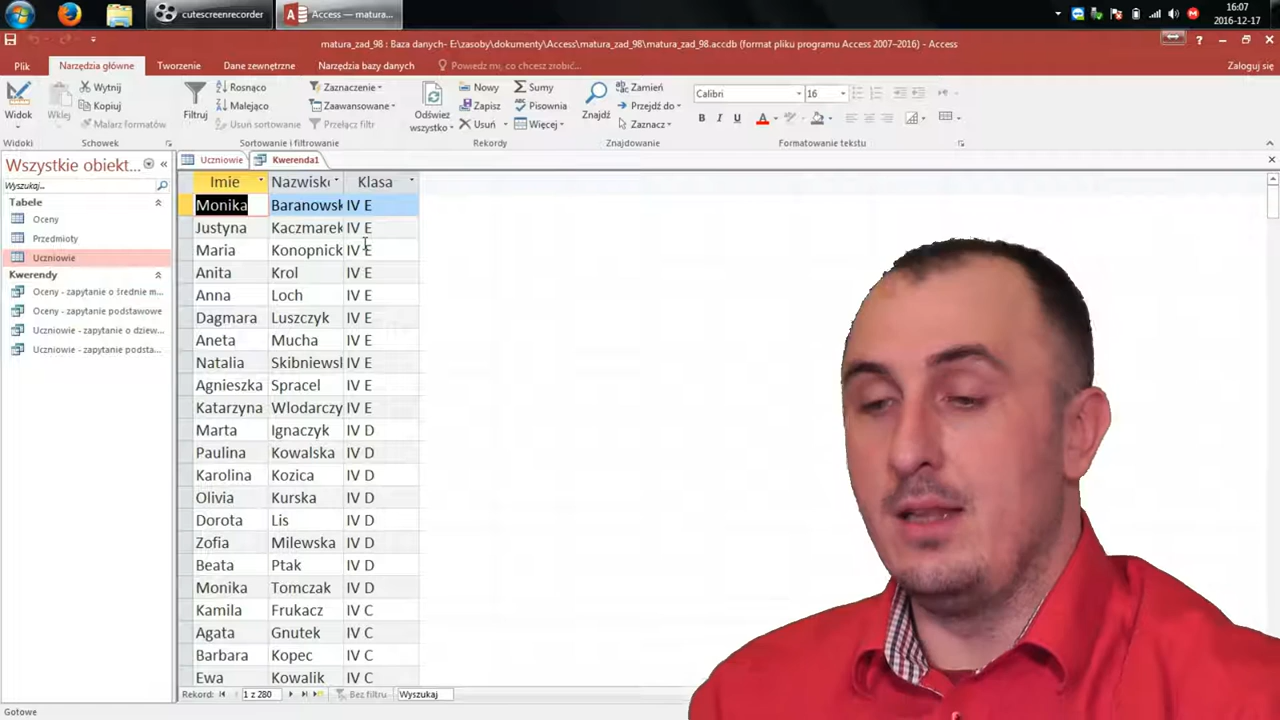 cutescreenrecorder
Access — matura...
16:07
2016-12-17
matura_zad_98 : Baza danych- E:\zasoby\dokumenty\Access\matura_zad_98\matura_zad_98.accdb (format pliku programu Access 2007–2016) - Access
Plik Narzędzia główne Tworzenie Dane zewnętrzne Narzędzia bazy danych Powiedz mi, co chcesz zrobić... Zaloguj się
Widok
Wklej
Wytnij
Kopiuj
Malarz formatów
Filtruj
Rosnąco
Malejąco
Usuń sortowanie
Znaczenie
Zaawansowane
Przełącz filtr
Odśwież
wszystko
Nowy
Zapisz
Usuń
Sumy
Pisownia
Więcej
Znajdź
Zamień
Przejdź do
Zaznacz
Calibri 16
B I U A
Widoki Schowek Sortowanie i filtrowanie Rekordy Znajdowanie Formatowanie tekstu
Wszystkie obiekt...
Wyszukaj...
Tabele
Oceny
Przedmioty
Uczniowie
Kwerendy
Oceny - zapytanie o średnie m...
Oceny - zapytanie podstawowe
Uczniowie - zapytanie o dziew...
Uczniowie - zapytanie podsta...
Uczniowie Kwerenda1
Imie Nazwisko Klasa
Monika Baranowsk IV E
Justyna Kaczmarek IV E
Maria Konopnick IV E
Anita Krol IV E
Anna Loch IV E
Dagmara Luszczyk IV E
Aneta Mucha IV E
Natalia Skibniewsk IV E
Agnieszka Spracel IV E
Katarzyna Wlodarczy IV E
Marta Ignaczyk IV D
Paulina Kowalska IV D
Karolina Kozica IV D
Olivia Kurska IV D
Dorota Lis IV D
Zofia Milewska IV D
Beata Ptak IV D
Monika Tomczak IV D
Kamila Frukacz IV C
Agata Gnutek IV C
Barbara Kopec IV C
Ewa Kowalik IV C
Rekord: 1 z 280 Bez filtru Wyszukaj
Gotowe